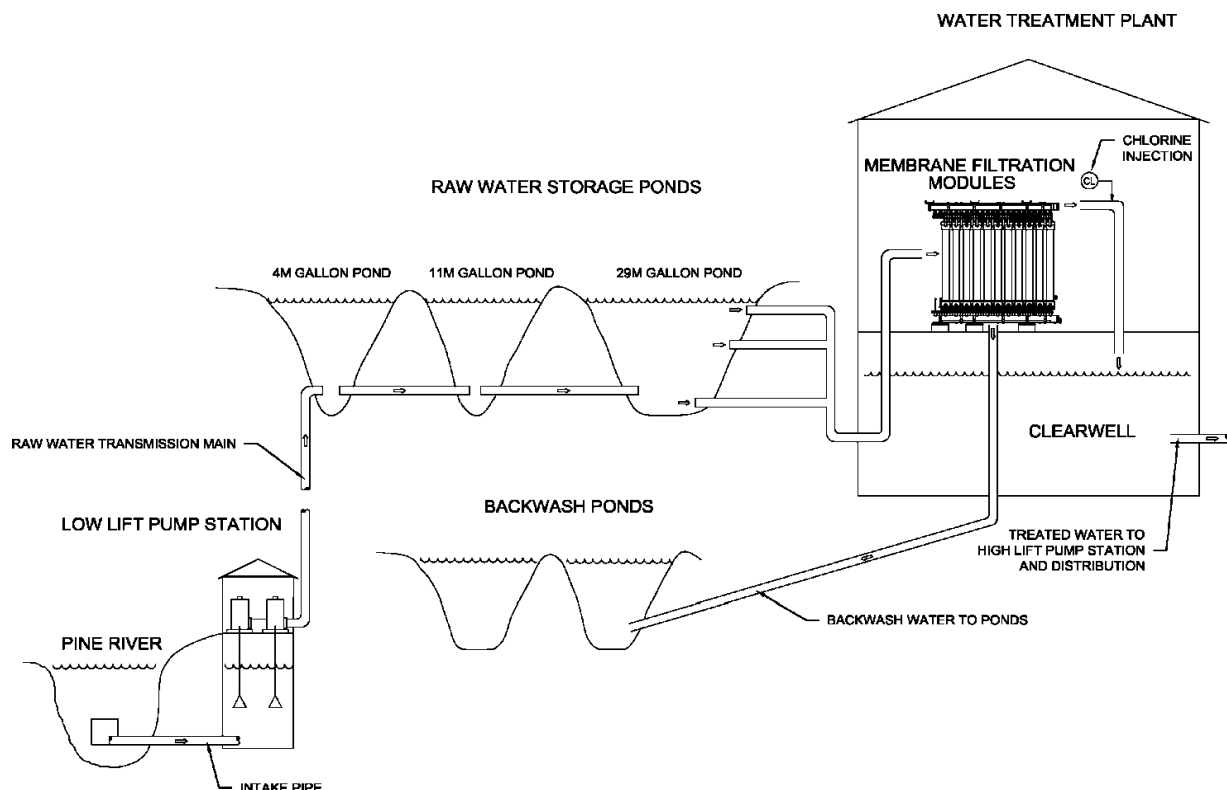 WATER TREATMENT PLANT
CHLORINE
INJECTION
MEMBRANE FILTRATION
MODULES
CL
RAW WATER STORAGE PONDS
4M GALLON POND
11M GALLON POND
29M GALLON POND
RAW WATER TRANSMISSION MAIN
CLEARWELL
BACKWASH PONDS
LOW LIFT PUMP STATION
TREATED WATER TO
HIGH LIFT PUMP STATION
AND DISTRIBUTION
BACKWASH WATER TO PONDS
PINE RIVER
INTAKE PIPE